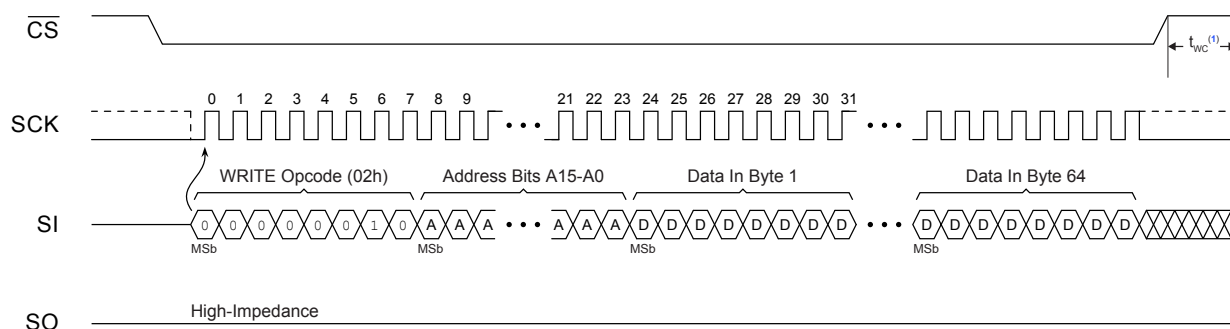 CS
t_WC(1)
SCK
0 1 2 3 4 5 6 7 8 9 ••• 21 22 23 24 25 26 27 28 29 30 31 •••
WRITE Opcode (02h) Address Bits A15-A0 Data In Byte 1 Data In Byte 64
SI 0 0 0 0 0 0 1 0 A A A ••• A A A D D D D D D D D ••• D D D D D D D D
MSb MSb MSb MSb
High-Impedance
SO